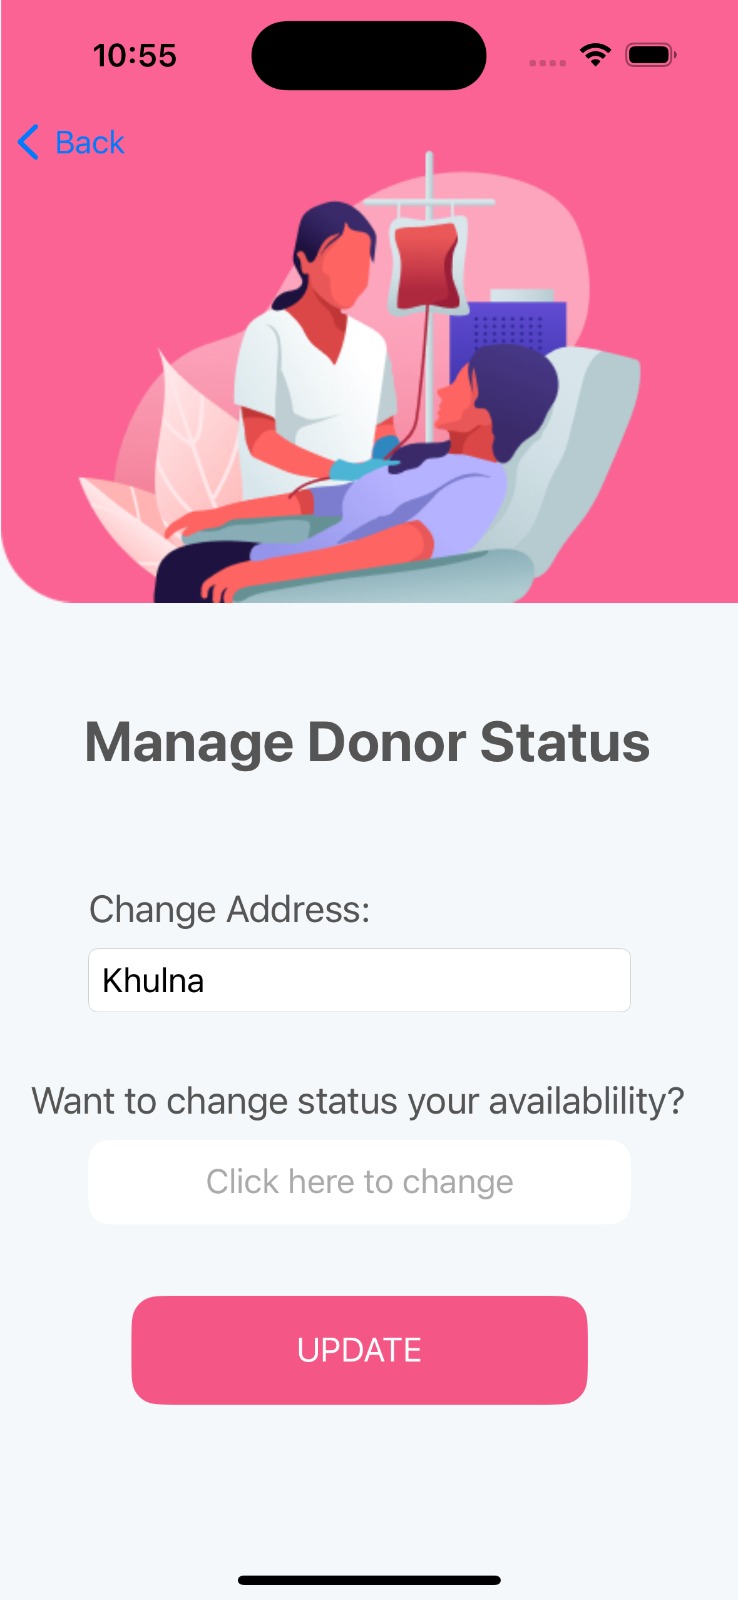 10:55
Back
Manage Donor Status
Change Address:
Khulna
Want to change status your availablility?
Click here to change
UPDATE